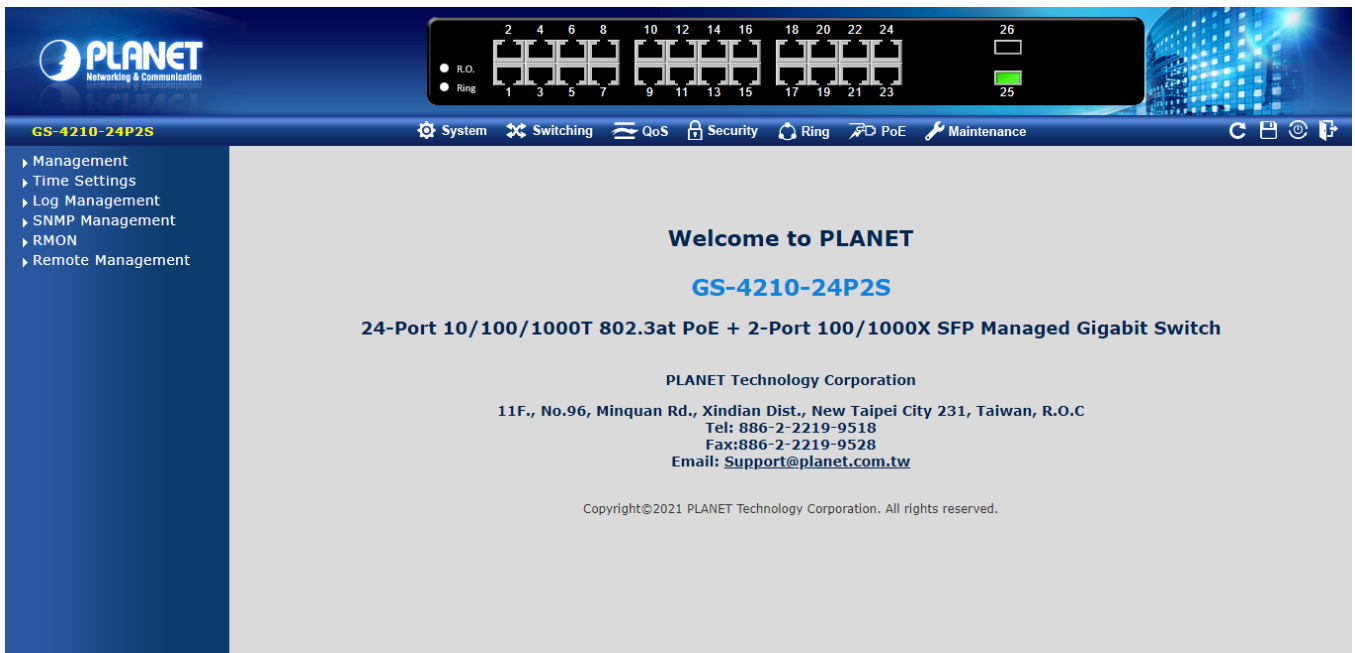 PLANET
Networking & Communication
2 4 6 8 10 12 14 16 18 20 22 24 26
R.O.
Ring
1 3 5 7 9 11 13 15 17 19 21 23 25
GS-4210-24P2S
System Switching QoS Security Ring PoE Maintenance
Management
Time Settings
Log Management
SNMP Management
RMON
Remote Management
Welcome to PLANET
GS-4210-24P2S
24-Port 10/100/1000T 802.3at PoE + 2-Port 100/1000X SFP Managed Gigabit Switch
PLANET Technology Corporation
11F., No.96, Minquan Rd., Xindian Dist., New Taipei City 231, Taiwan, R.O.C
Tel: 886-2-2219-9518
Fax:886-2-2219-9528
Email: Support@planet.com.tw
Copyright©2021 PLANET Technology Corporation. All rights reserved.